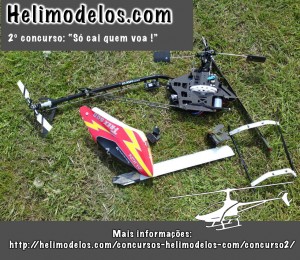 Helimodelos.com
2º concurso: "Só cai quem voa !"
Mais informações:
http://helimodelos.com/concursos-helimodelos-com/concurso2/